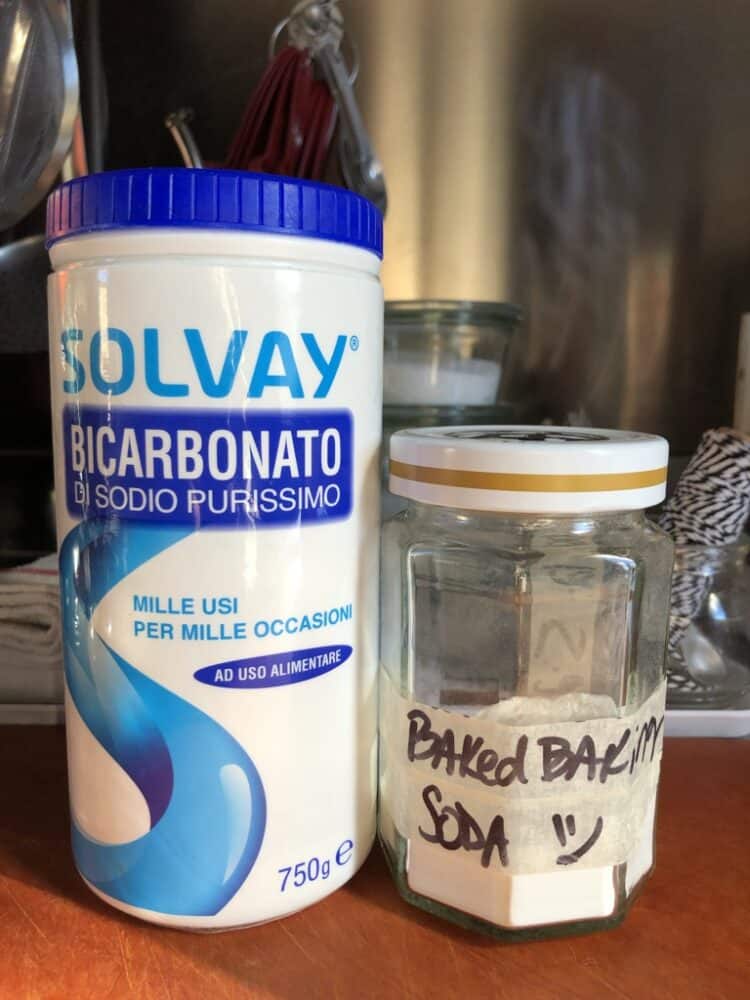 SOLVAY®
BICARBONATO
DI SODIO PURISSIMO
MILLE USI
PER MILLE OCCASIONI
AD USO ALIMENTARE
750g e
BAKed BAKiNG
SODA